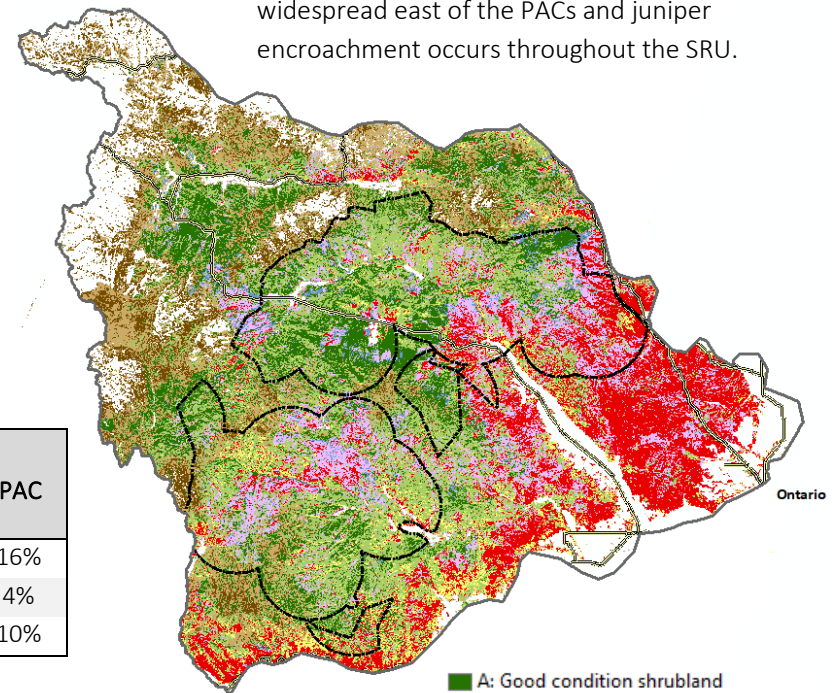 widespread east of the PACs and juniper
encroachment occurs throughout the SRU.
PAC
16%
4%
10%
Ontario
A: Good condition shrubland